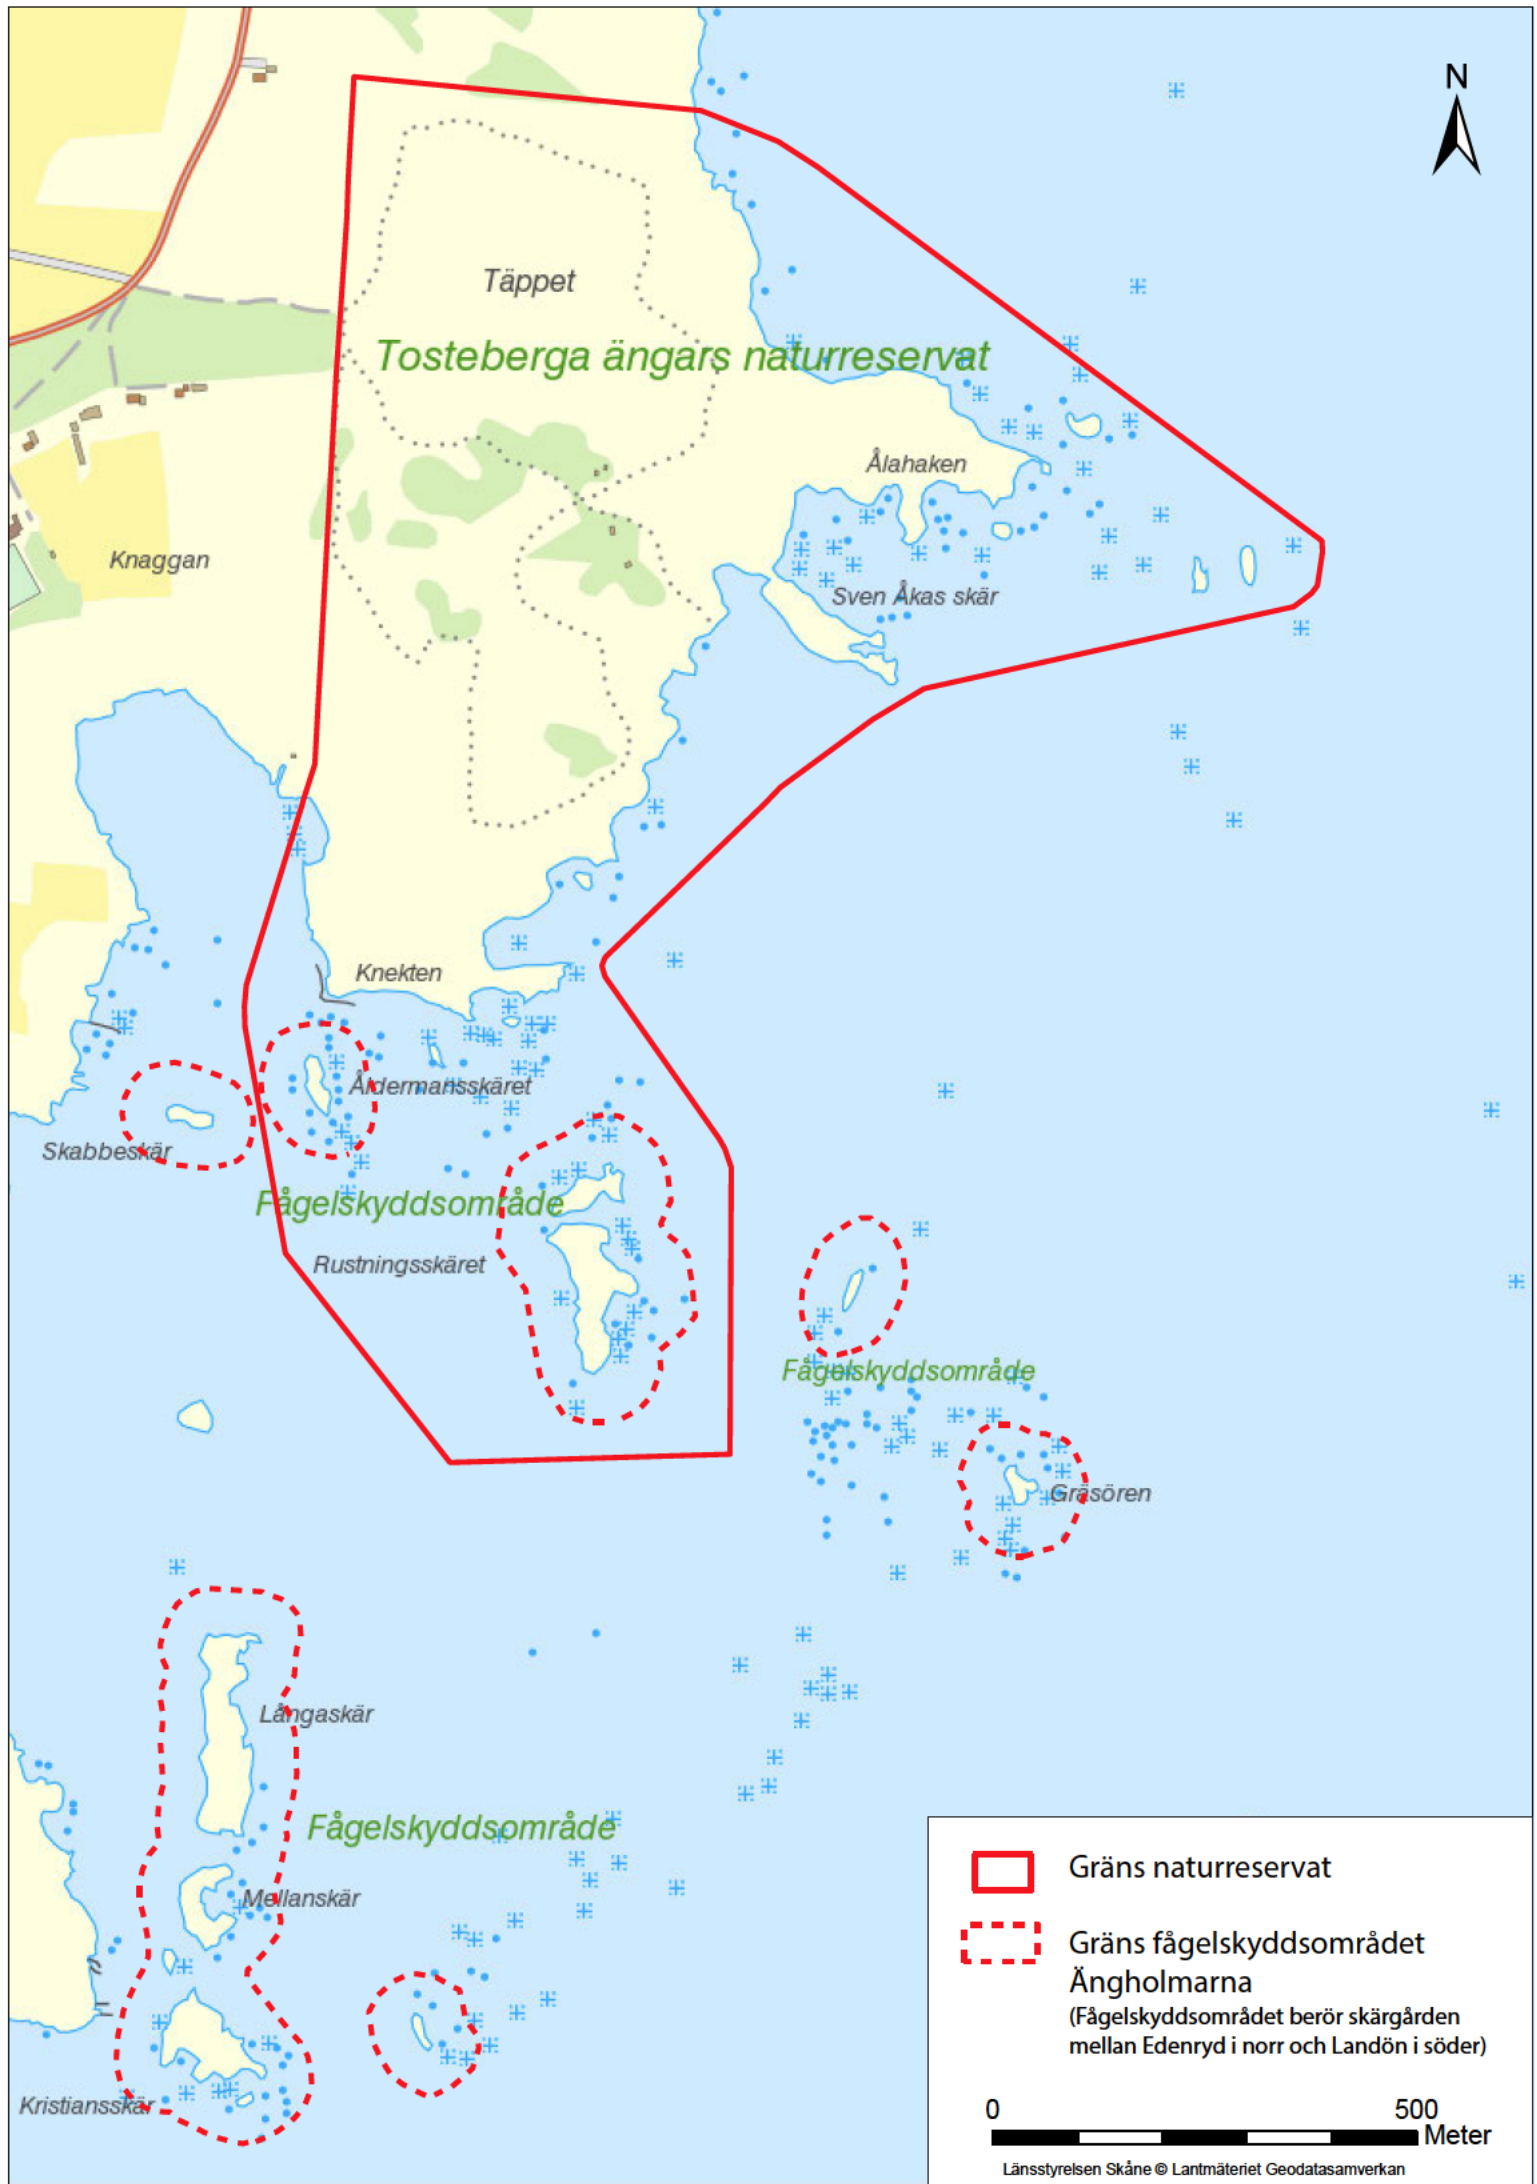 N
Täppet
Tosteberga ängars naturreservat
Ålahaken
Knaggan
Sven Åkas skär
Knekten
Åldermansskäret
Skabbeskär
Fågelskyddsområde
Rustningsskäret
Fågelskyddsområde
Gräsören
Långaskär
Fågelskyddsområde
Mellanskär
Kristiansskär
Gräns naturreservat
Gräns fågelskyddsområdet
Ängholmarna
(Fågelskyddsområdet berör skärgården
mellan Edenryd i norr och Landön i söder)
0 500
Meter
Länsstyrelsen Skåne © Lantmäteriet Geodatasamverkan